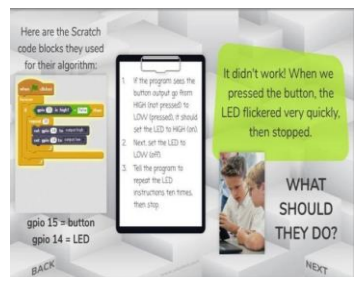 Here are the Scratch
code blocks they used
for their algorithm:
1. If the program sees the
button output go from
HIGH (not pressed) to
LOW (pressed), it should
set the LED to HIGH (on).
2. Next, set the LED to
LOW (off).
3. Tell the program to
repeat the LED
instructions ten times,
then stop.
It didn't work! When we
pressed the button, the
LED flickered very quickly,
then stopped.
gpio 15 = button
gpio 14 = LED
WHAT
SHOULD
THEY DO?
BACK
NEXT